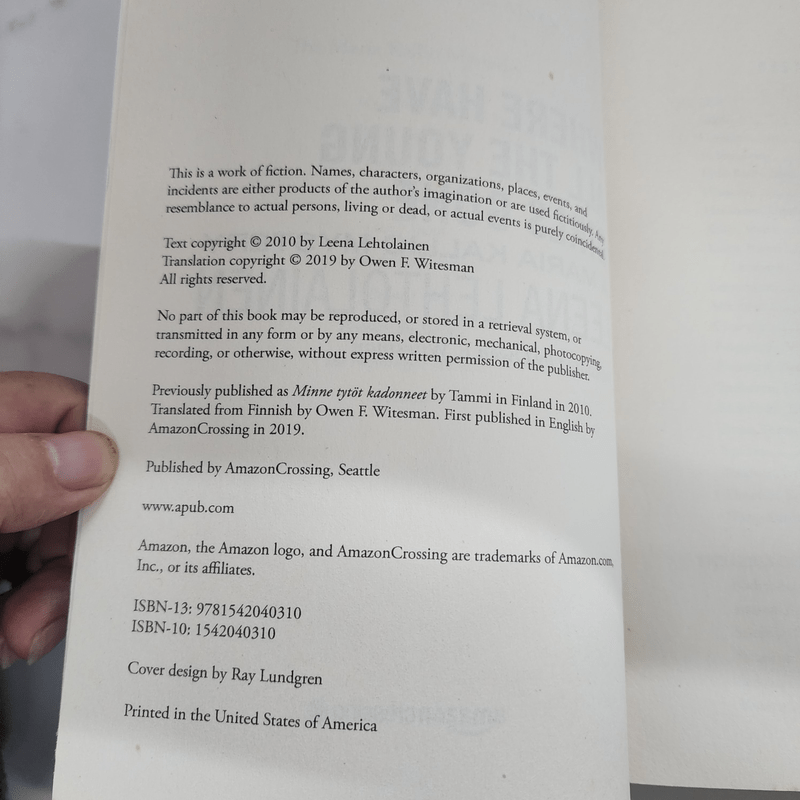 This is a work of fiction. Names, characters, organizations, places, events, and
incidents are either products of the author's imagination or are used fictitiously. Any
resemblance to actual persons, living or dead, or actual events is purely coincidental.
Text copyright © 2010 by Leena Lehtolainen
Translation copyright © 2019 by Owen F. Witesman
All rights reserved.
No part of this book may be reproduced, or stored in a retrieval system, or
transmitted in any form or by any means, electronic, mechanical, photocopying,
recording, or otherwise, without express written permission of the publisher.
Previously published as Minne tytöt kadonneet by Tammi in Finland in 2010.
Translated from Finnish by Owen F. Witesman. First published in English by
AmazonCrossing in 2019.
Published by AmazonCrossing, Seattle
www.apub.com
Amazon, the Amazon logo, and AmazonCrossing are trademarks of Amazon.com,
Inc., or its affiliates.
ISBN-13: 9781542040310
ISBN-10: 1542040310
Cover design by Ray Lundgren
Printed in the United States of America